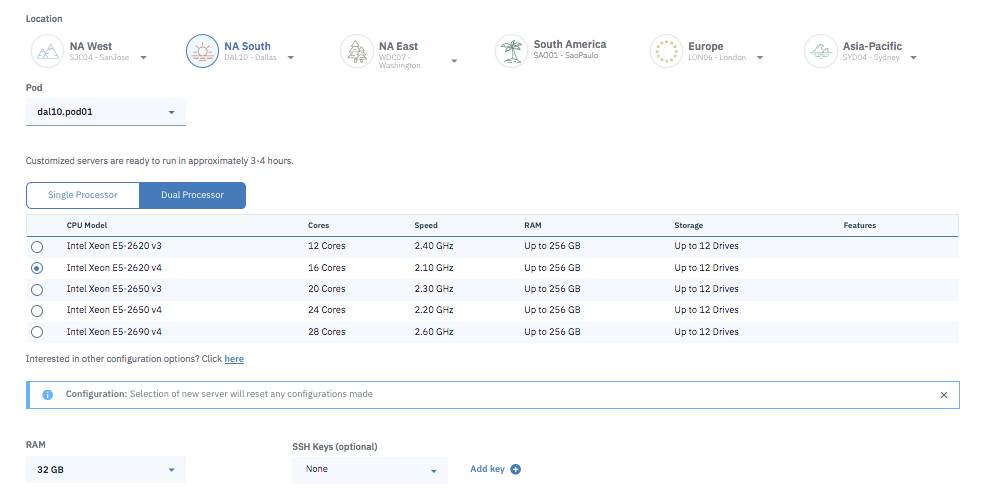 Location
NA West
SJC04 - SanJose
NA South
DAL10 - Dallas
NA East
WDC07 -
Washington
South America
SAO01 - SaoPaulo
Europe
LON06 - London
Asia-Pacific
SYD04 - Sydney
Pod
dal10.pod01
Customized servers are ready to run in approximately 3-4 hours.
Single Processor Dual Processor
CPU Model Cores Speed RAM Storage Features
Intel Xeon E5-2620 v3 12 Cores 2.40 GHz Up to 256 GB Up to 12 Drives
Intel Xeon E5-2620 v4 16 Cores 2.10 GHz Up to 256 GB Up to 12 Drives
Intel Xeon E5-2650 v3 20 Cores 2.30 GHz Up to 256 GB Up to 12 Drives
Intel Xeon E5-2650 v4 24 Cores 2.20 GHz Up to 256 GB Up to 12 Drives
Intel Xeon E5-2690 v4 28 Cores 2.60 GHz Up to 256 GB Up to 12 Drives
Interested in other configuration options? Click here
Configuration: Selection of new server will reset any configurations made
RAM
32 GB
SSH Keys (optional)
None
Add key